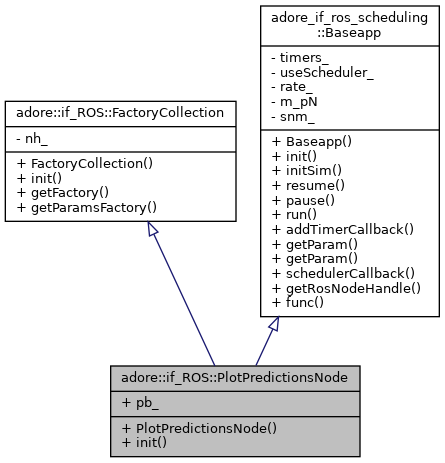 adore_if_ros_scheduling
::Baseapp
- timers_
- useScheduler_
- rate_
- m_pN
- snm_
+ Baseapp()
+ init()
+ initSim()
+ resume()
+ pause()
+ run()
+ addTimerCallback()
+ getParam()
+ getParam()
+ schedulerCallback()
+ getRosNodeHandle()
+ func()
adore::if_ROS::FactoryCollection
- nh_
+ FactoryCollection()
+ init()
+ getFactory()
+ getParamsFactory()
adore::if_ROS::PlotPredictionsNode
+ pb_
+ PlotPredictionsNode()
+ init()